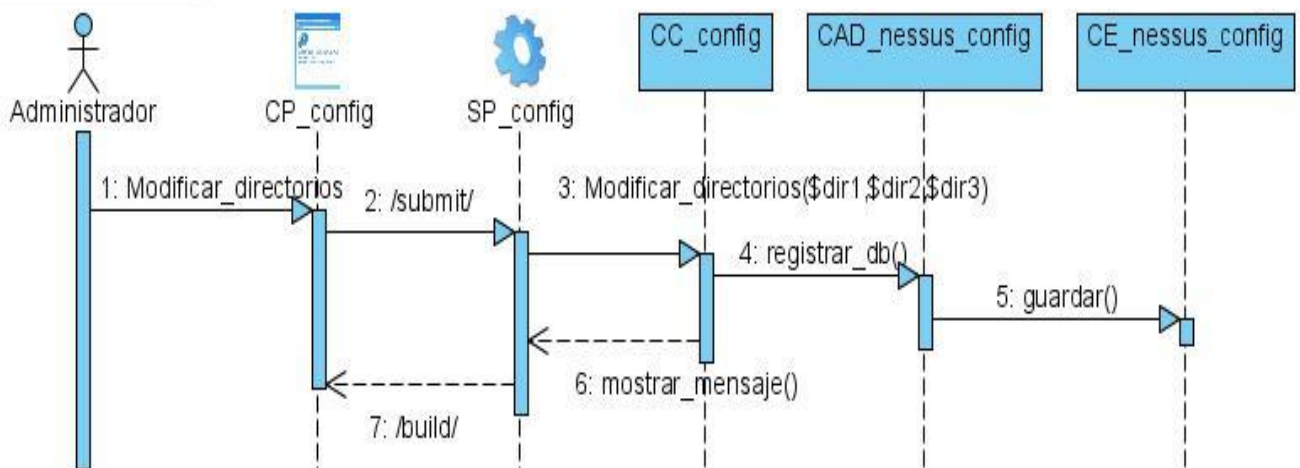 CC_config
CAD_nessus_config
CE_nessus_config
Administrador
CP_config
SP_config
1: Modificar_directorios
2: /submit/
3: Modificar_directorios($dir1,$dir2,$dir3)
4: registrar_db()
5: guardar()
6: mostrar_mensaje()
7: /build/